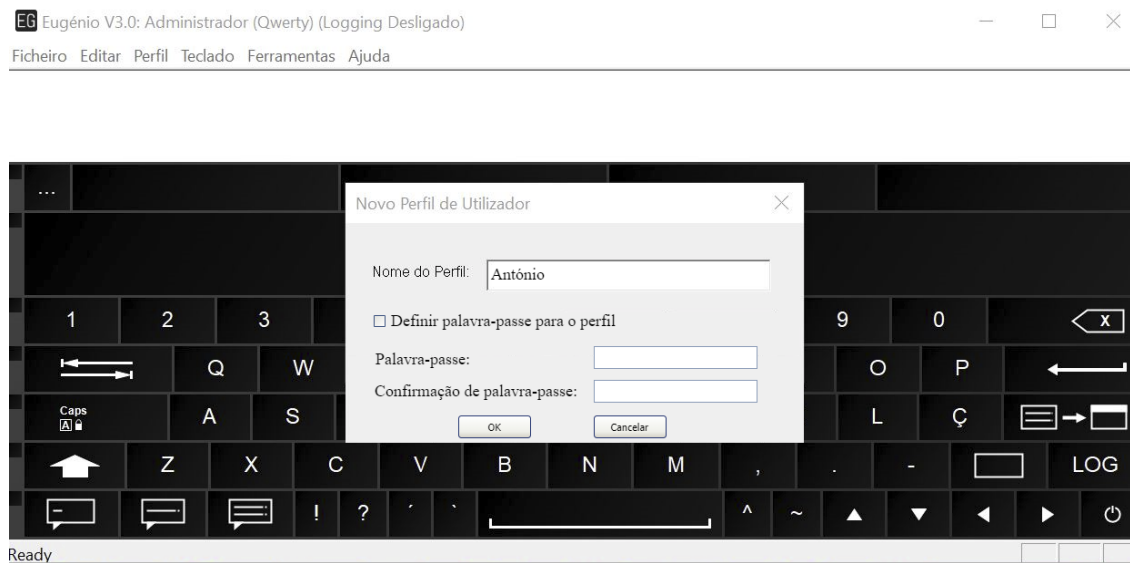 EG Eugénio V3.0: Administrador (Qwerty) (Logging Desligado)
Ficheiro Editar Perfil Teclado Ferramentas Ajuda
...
Novo Perfil de Utilizador
Nome do Perfil: António
Definir palavra-passe para o perfil
Palavra-passe:
Confirmação de palavra-passe:
OK Cancelar
1 2 3 9 0 X
Q W O P
Caps A A S L Ç
Z X C V B N M , . - LOG
! ? ´ ` ^ ~
Ready